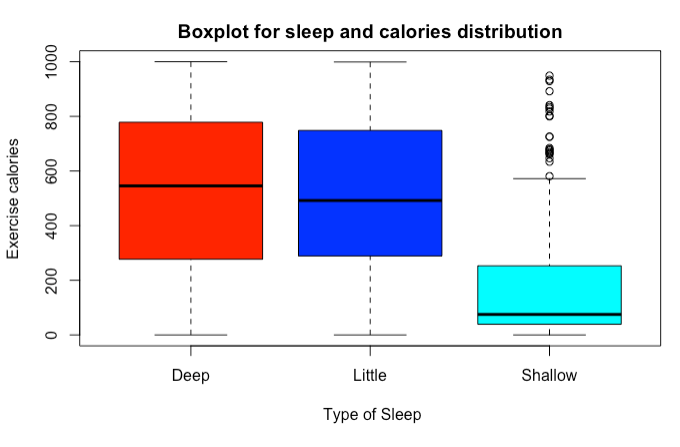 Boxplot for sleep and calories distribution
Exercise calories
1000
800
600
400
200
0
Deep
Little
Shallow
Type of Sleep